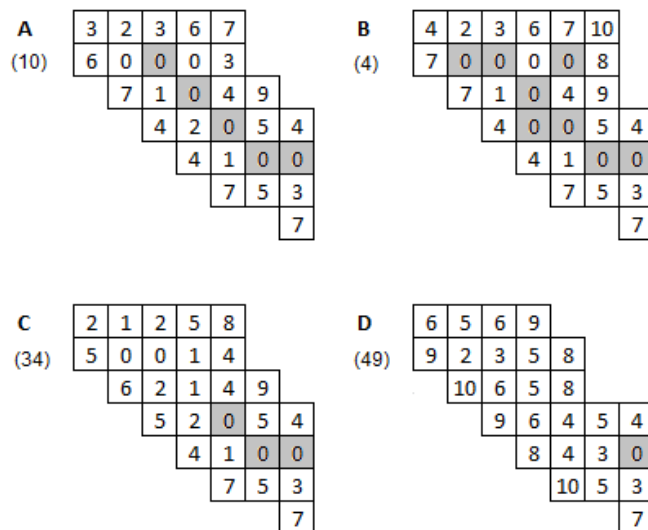 A 3 2 3 6 7
(10) 6 0 0 0 3
7 1 0 4 9
4 2 0 5 4
4 1 0 0
7 5 3
7
B 4 2 3 6 7 10
(4) 7 0 0 0 0 8
7 1 0 4 9
4 0 0 5 4
4 1 0 0
7 5 3
7
C 2 1 2 5 8
(34) 5 0 0 1 4
6 2 1 4 9
5 2 0 5 4
4 1 0 0
7 5 3
7
D 6 5 6 9
(49) 9 2 3 5 8
10 6 5 8
9 6 4 5 4
8 4 3 0
10 5 3
7